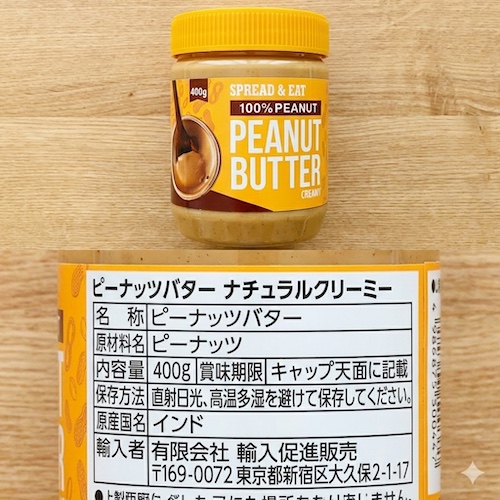 400g
SPREAD & EAT
100% PEANUT
PEANUT
BUTTER
CREAMY
ピーナッツバター ナチュラルクリーミー
名 称 ピーナッツバター
原材料名 ピーナッツ
内容量 400g 賞味期限 キャップ天面に記載
保存方法 直射日光、高温多湿を避けて保存してください。
原産国名 インド
輸入者 有限会社 輸入促進販売
〒169-0072 東京都新宿区大久保2-1-17